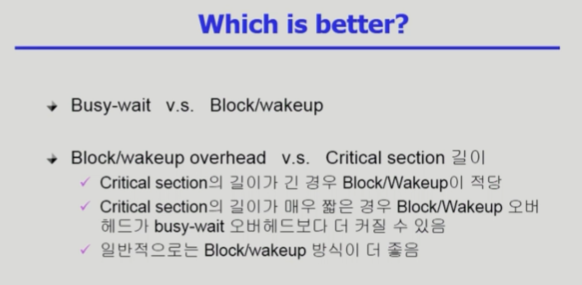 Which is better?
Busy-wait v.s. Block/wakeup
Block/wakeup overhead v.s. Critical section 길이
Critical section의 길이가 긴 경우 Block/Wakeup이 적당
Critical section의 길이가 매우 짧은 경우 Block/Wakeup 오버
헤드가 busy-wait 오버헤드보다 더 커질 수 있음
일반적으로는 Block/wakeup 방식이 더 좋음